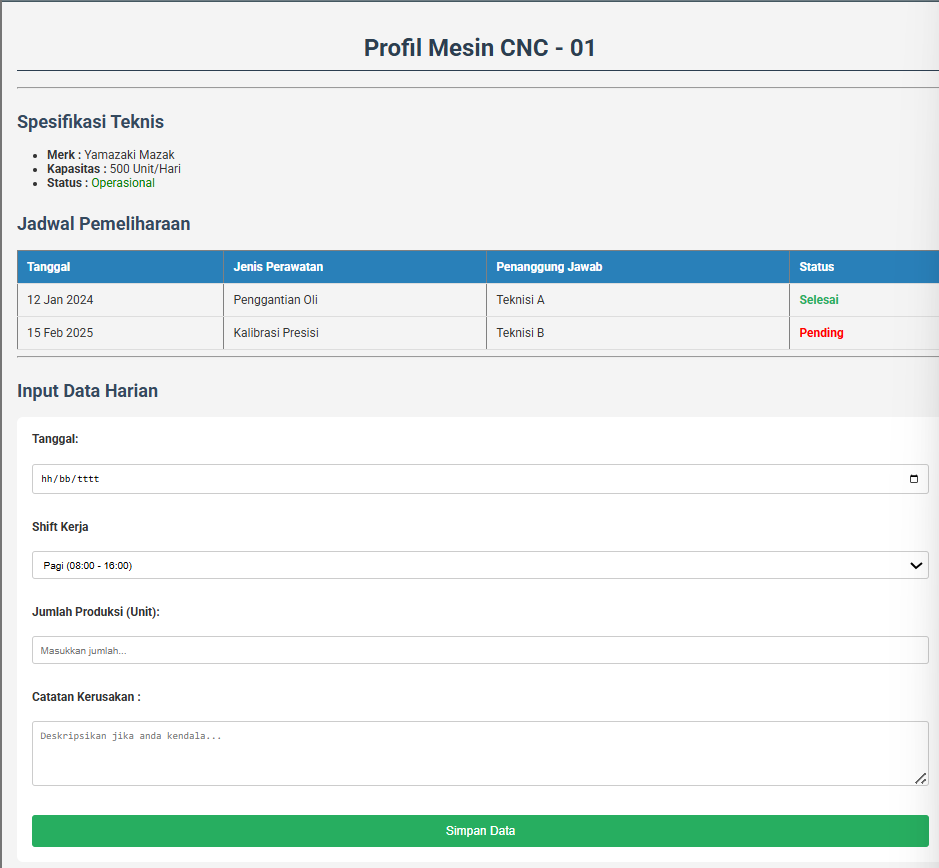 Profil Mesin CNC - 01
Spesifikasi Teknis
Merk : Yamazaki Mazak
Kapasitas : 500 Unit/Hari
Status : Operasional
Jadwal Pemeliharaan
Tanggal Jenis Perawatan Penanggung Jawab Status
12 Jan 2024 Penggantian Oli Teknisi A Selesai
15 Feb 2025 Kalibrasi Presisi Teknisi B Pending
Input Data Harian
Tanggal:
hh/bb/tttt
Shift Kerja
Pagi (08:00 - 16:00)
Jumlah Produksi (Unit):
Masukkan jumlah...
Catatan Kerusakan :
Deskripsikan jika anda kendala...
Simpan Data